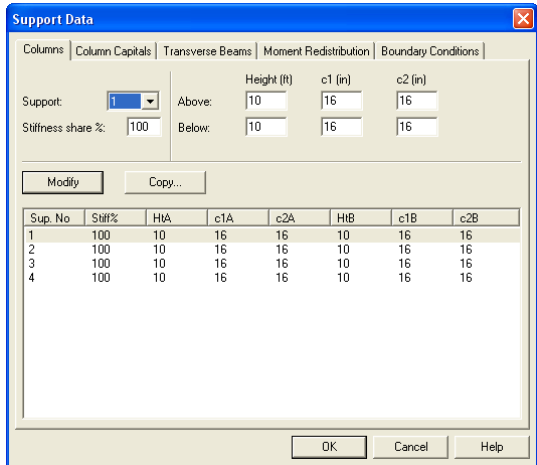 Support Data
Columns Column Capitals Transverse Beams Moment Redistribution Boundary Conditions
Height (ft) c1 (in) c2 (in)
Support: 1 Above: 10 16 16
Stiffness share %: 100 Below: 10 16 16
Modify Copy...
Sup. No Stiff% HtA c1A c2A HtB c1B c2B
1 100 10 16 16 10 16 16
2 100 10 16 16 10 16 16
3 100 10 16 16 10 16 16
4 100 10 16 16 10 16 16
OK Cancel Help